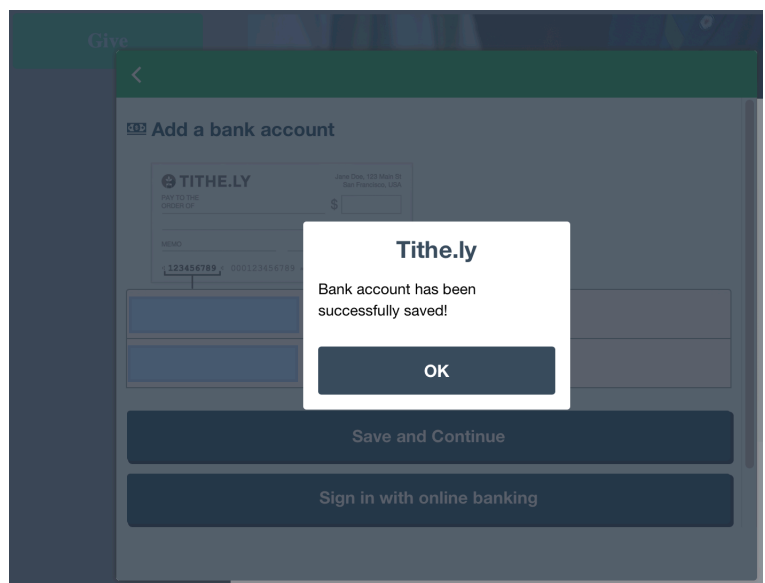 Give
Add a bank account
TITHE.LY
Jane Doe, 123 Main St
San Francisco, USA
PAY TO THE
ORDER OF
$
MEMO
123456789
Tithe.ly
Bank account has been
successfully saved!
OK
Save and Continue
Sign in with online banking